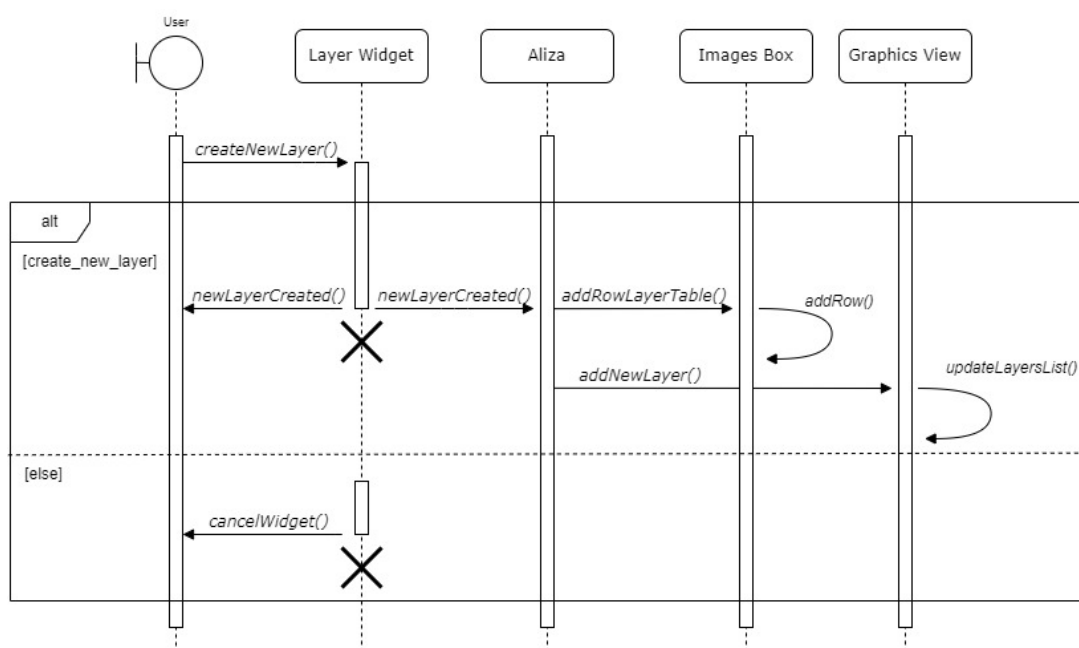 User
Layer Widget
Aliza
Images Box
Graphics View
createNewLayer()
alt
[create_new_layer]
newLayerCreated()
newLayerCreated()
addRowLayerTable()
addRow()
addNewLayer()
updateLayersList()
[else]
cancelWidget()